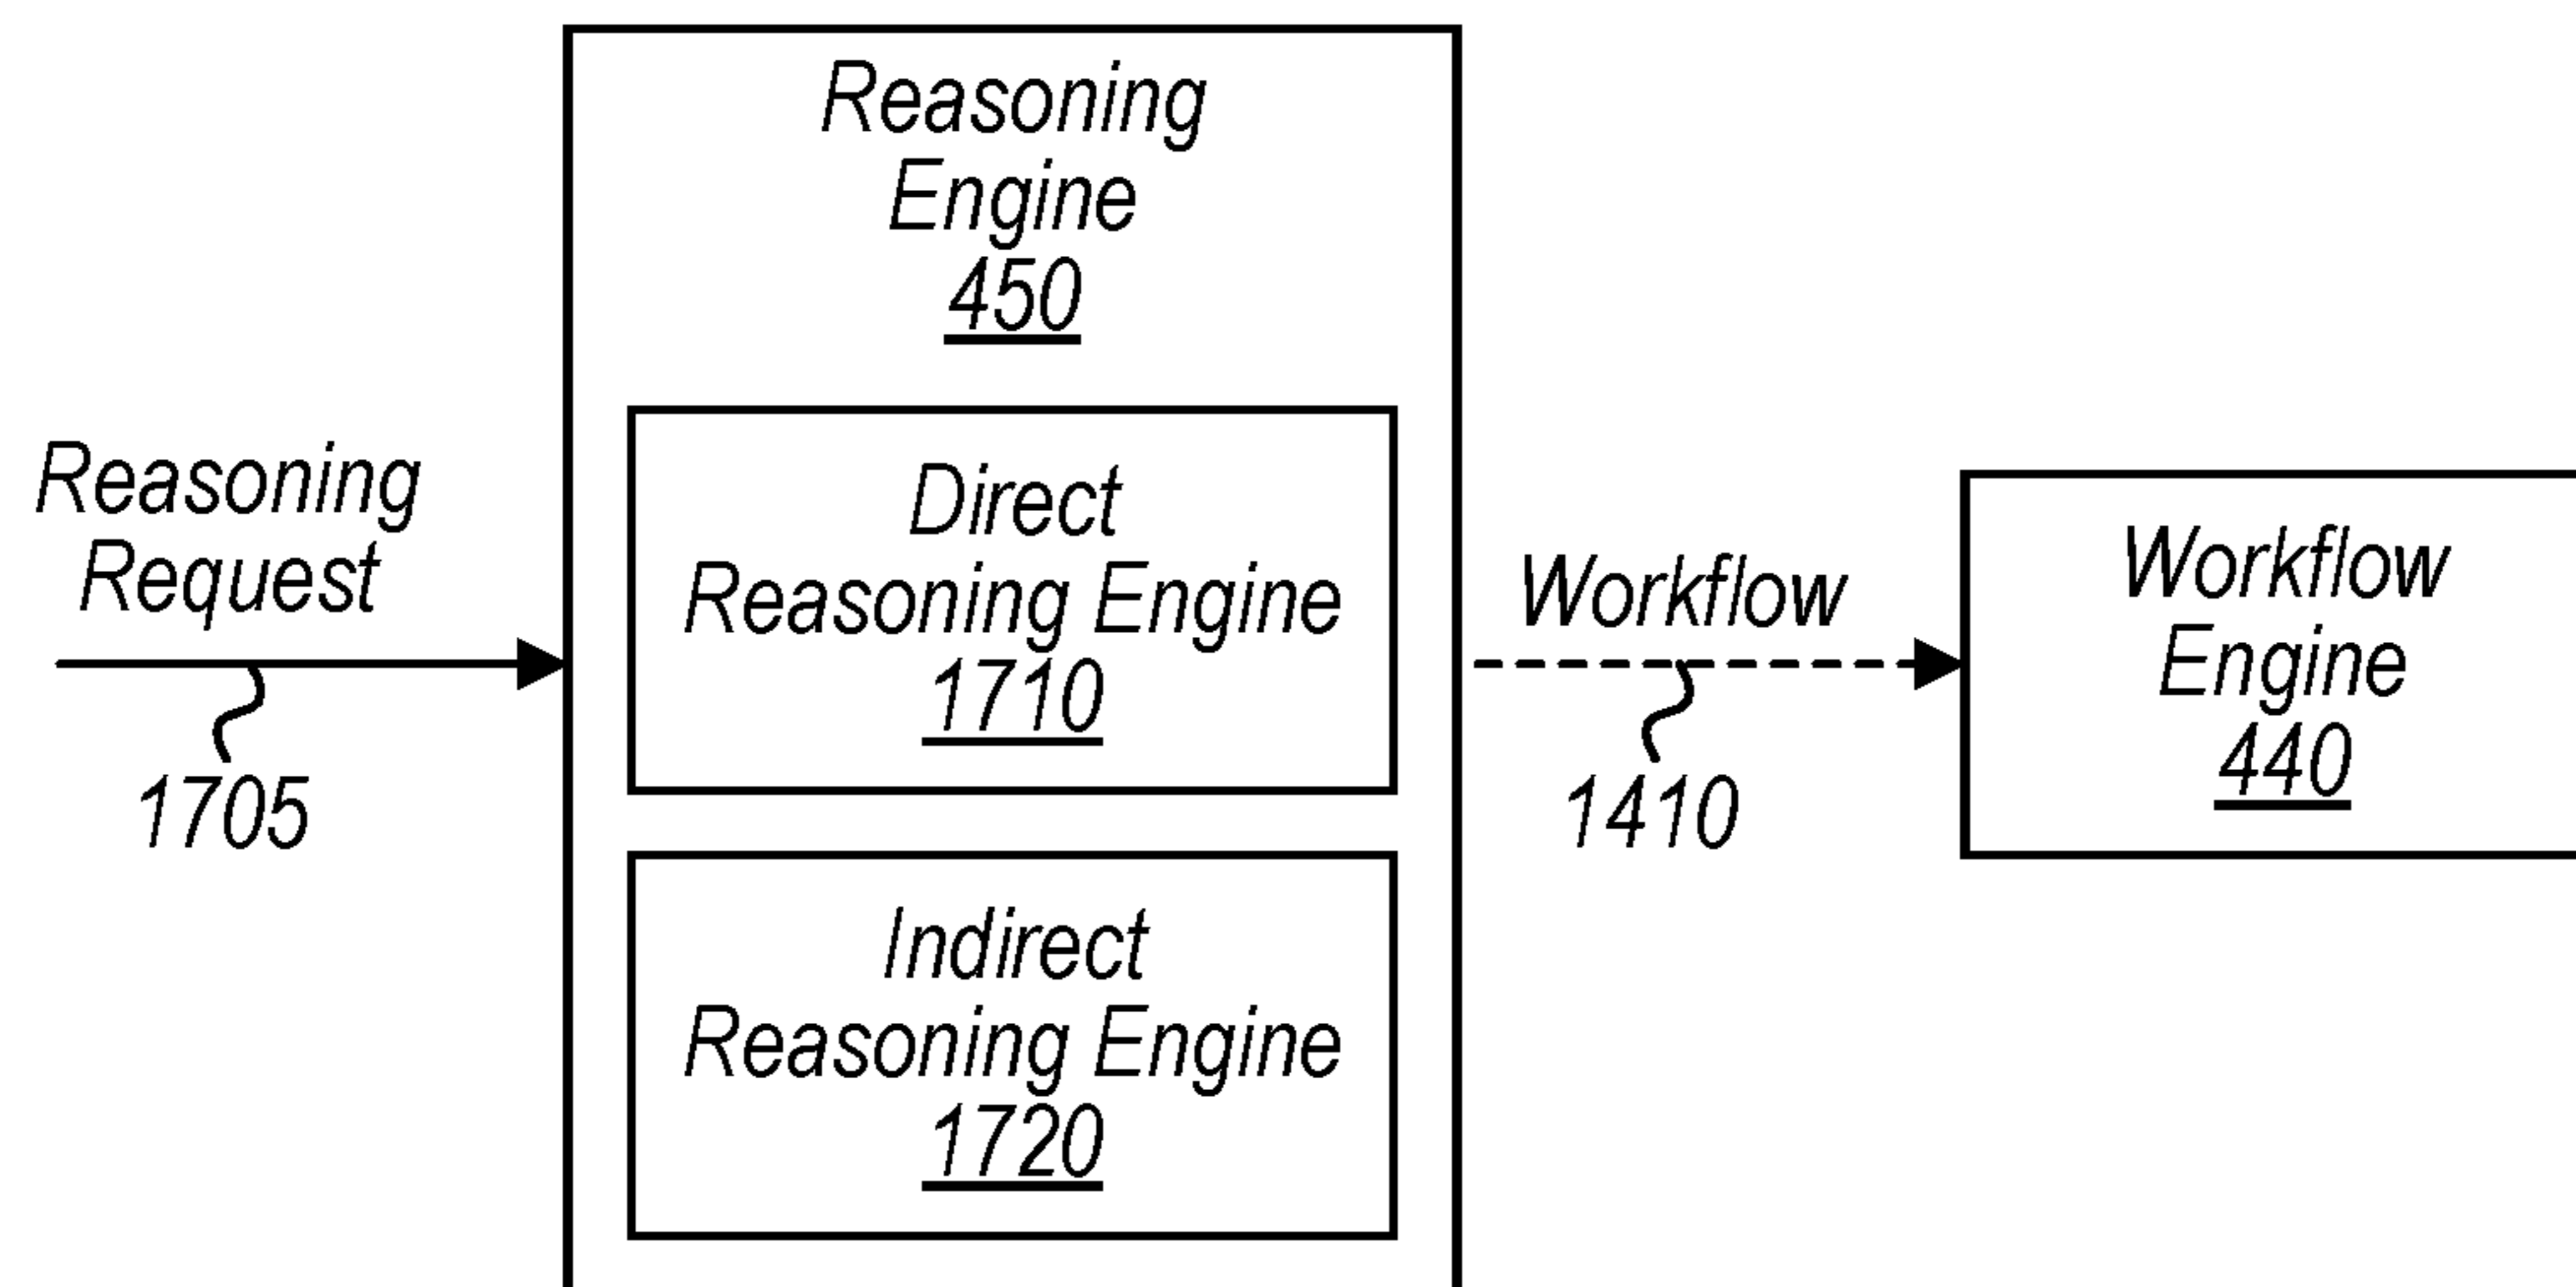 Reasoning
Request
1705
Reasoning
Engine
450
Direct
Reasoning Engine
1710
Indirect
Reasoning Engine
1720
Workflow
1410
Workflow
Engine
440